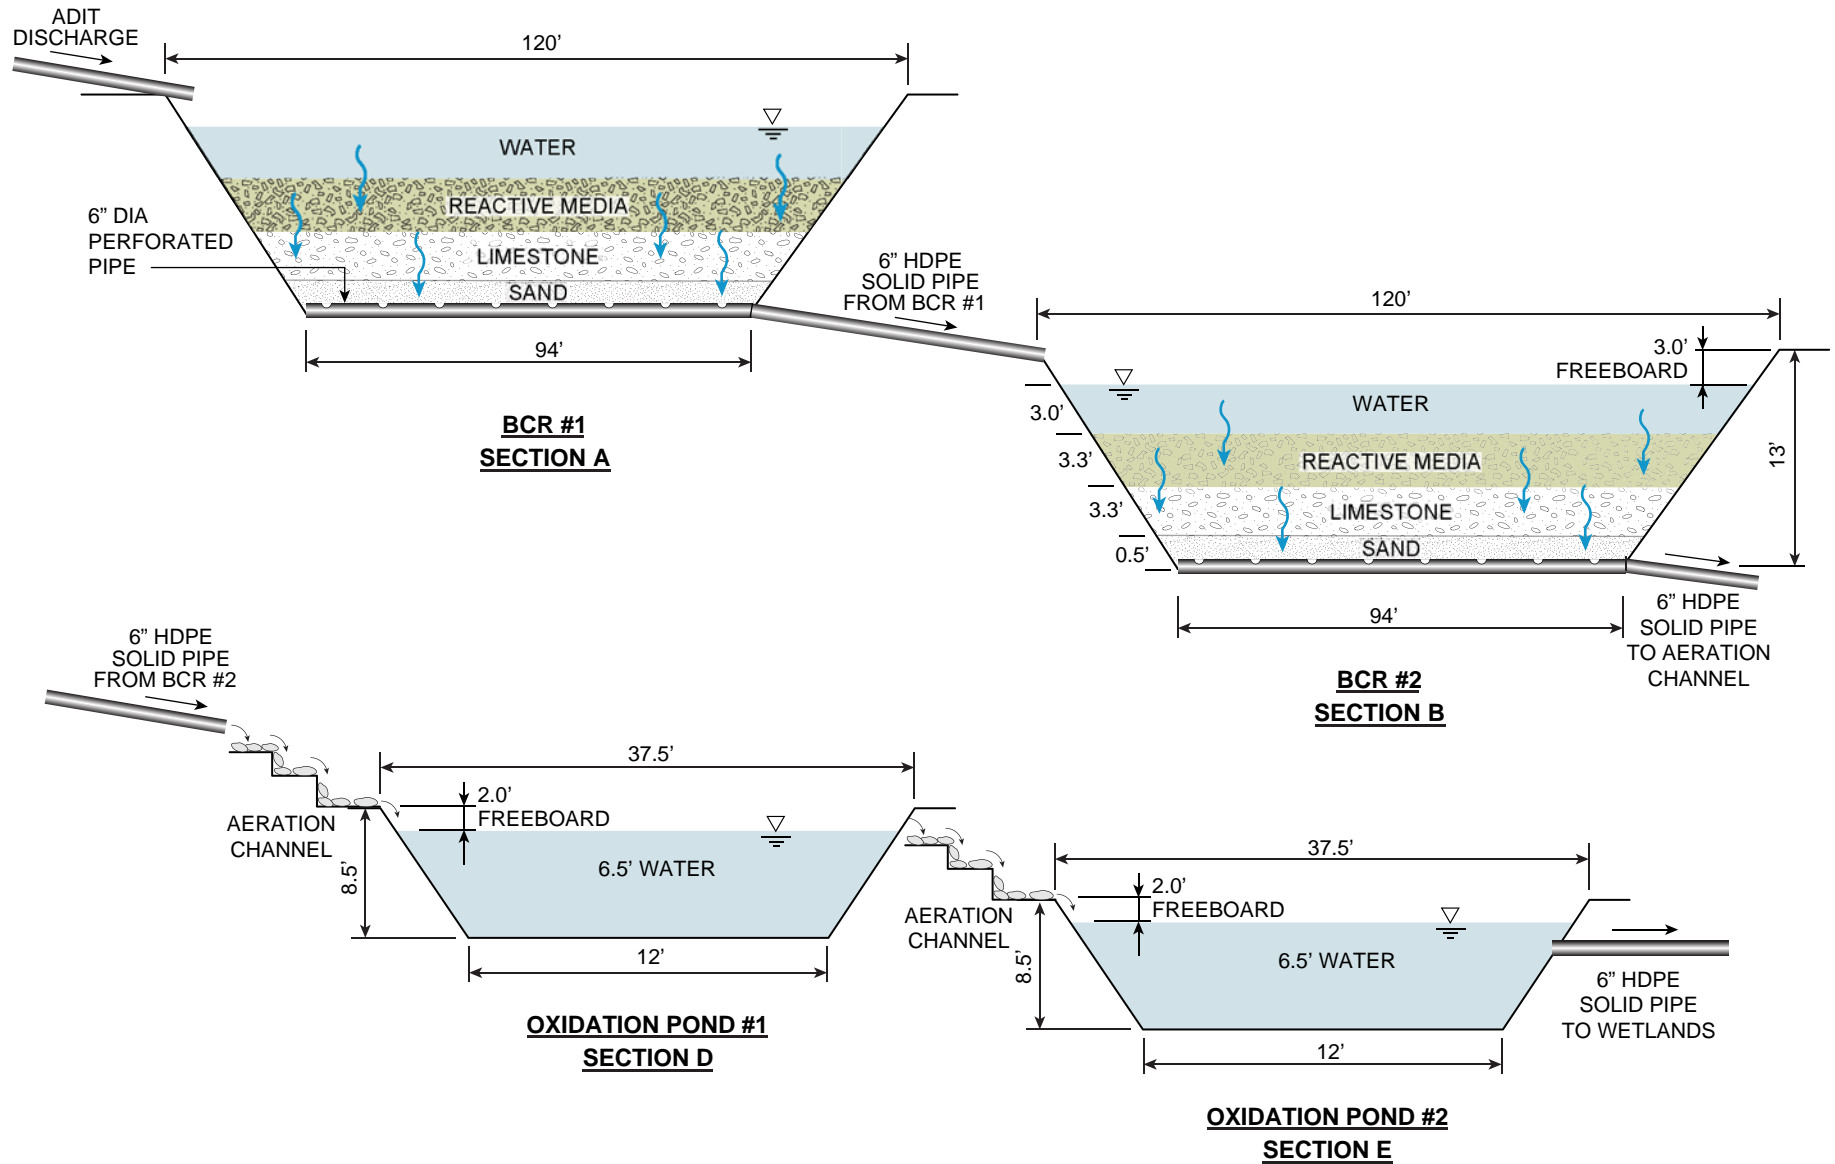 ADIT
DISCHARGE
120’
WATER
REACTIVE MEDIA
LIMESTONE
SAND
6” DIA
PERFORATED
PIPE
94’
BCR #1
SECTION A
6” HDPE
SOLID PIPE
FROM BCR #1
120’
3.0’
FREEBOARD
WATER
3.0’
REACTIVE MEDIA
3.3’
13’
LIMESTONE
3.3’
SAND
0.5’
94’
6” HDPE
SOLID PIPE
TO AERATION
CHANNEL
BCR #2
SECTION B
6” HDPE
SOLID PIPE
FROM BCR #2
37.5’
2.0’
FREEBOARD
AERATION
CHANNEL
8.5’
6.5’ WATER
12’
OXIDATION POND #1
SECTION D
37.5’
2.0’
FREEBOARD
AERATION
CHANNEL
8.5’
6.5’ WATER
6” HDPE
SOLID PIPE
TO WETLANDS
12’
OXIDATION POND #2
SECTION E